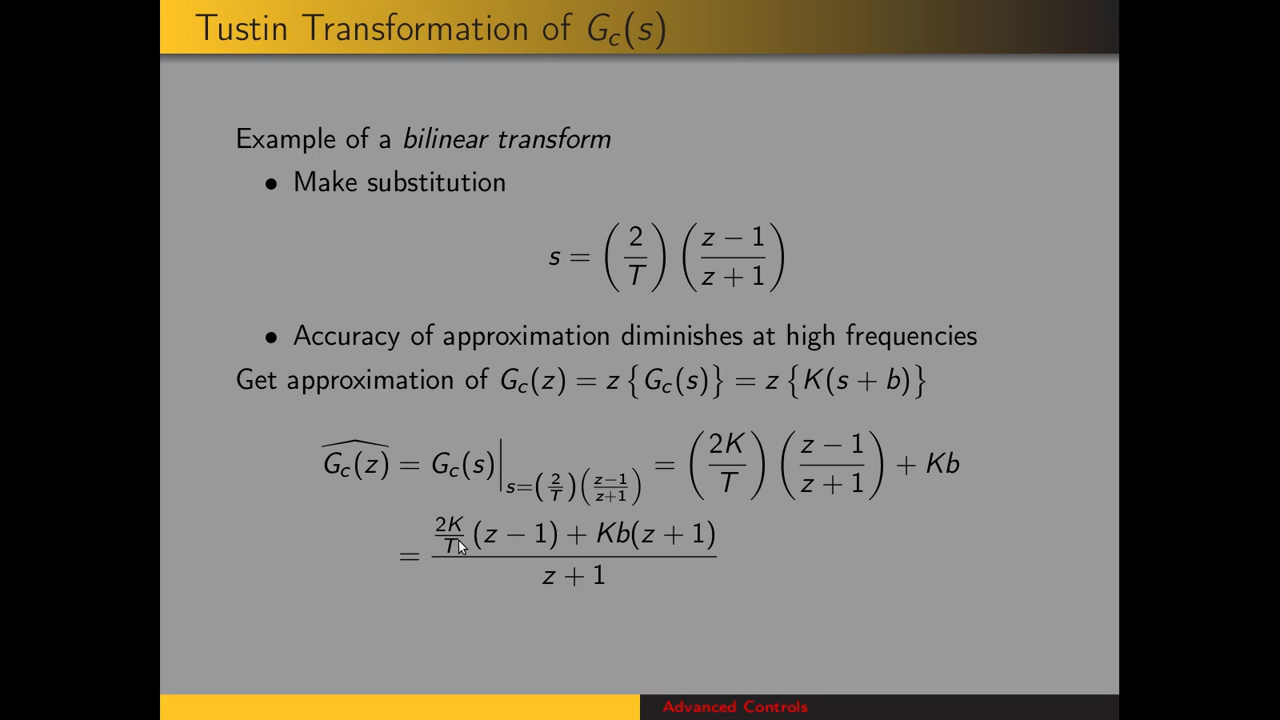 Tustin Transformation of G_c(s)
Example of a bilinear transform
• Make substitution
s = (2/T) ((z − 1)/(z + 1))
• Accuracy of approximation diminishes at high frequencies
Get approximation of G_c(z) = z {G_c(s)} = z {K(s + b)}
\widehat{G_c(z)} = G_c(s)|_{s=(2/T)((z−1)/(z+1))} = (2K/T) ((z − 1)/(z + 1)) + Kb
= (2K/T (z − 1) + Kb(z + 1))/(z + 1)
Advanced Controls